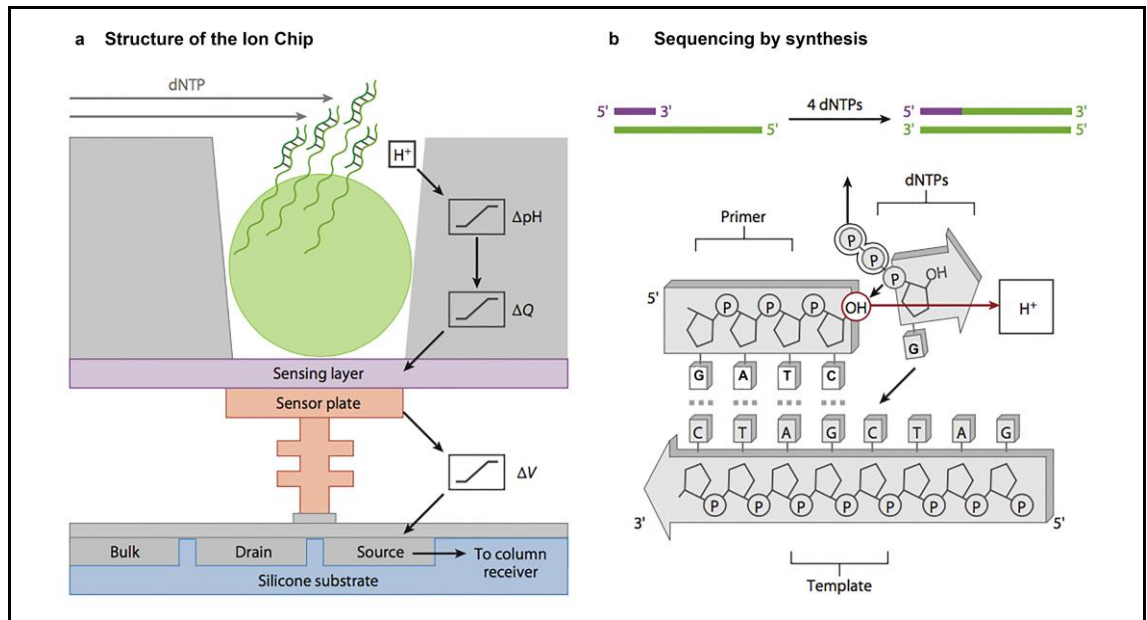 a Structure of the Ion Chip
dNTP
H+
ΔpH
ΔQ
Sensing layer
Sensor plate
ΔV
Bulk
Drain
Source
To column
receiver
Silicone substrate
b Sequencing by synthesis
5' 3'
5'
4 dNTPs
5' 3'
3' 5'
dNTPs
Primer
P
P
P
OH
5'
P P P OH
H+
G
G A T C
C T A G C T A G
P P P P P P P P
3' 5'
Template